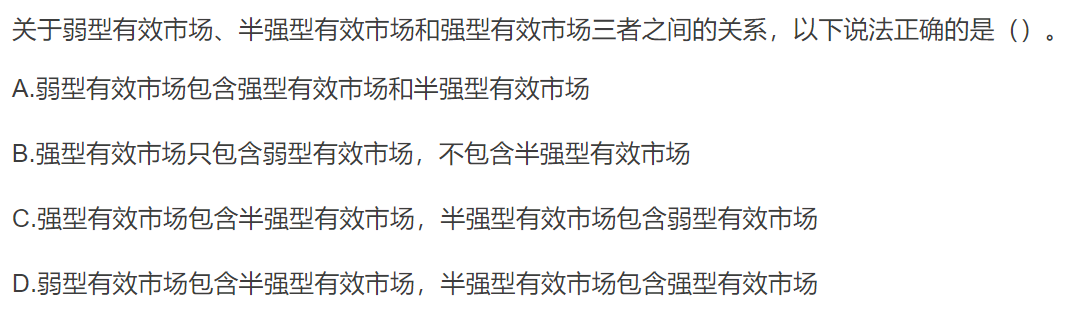 关于弱型有效市场、半强型有效市场和强型有效市场三者之间的关系，以下说法正确的是（）。
A.弱型有效市场包含强型有效市场和半强型有效市场
B.强型有效市场只包含弱型有效市场，不包含半强型有效市场
C.强型有效市场包含半强型有效市场，半强型有效市场包含弱型有效市场
D.弱型有效市场包含半强型有效市场，半强型有效市场包含强型有效市场